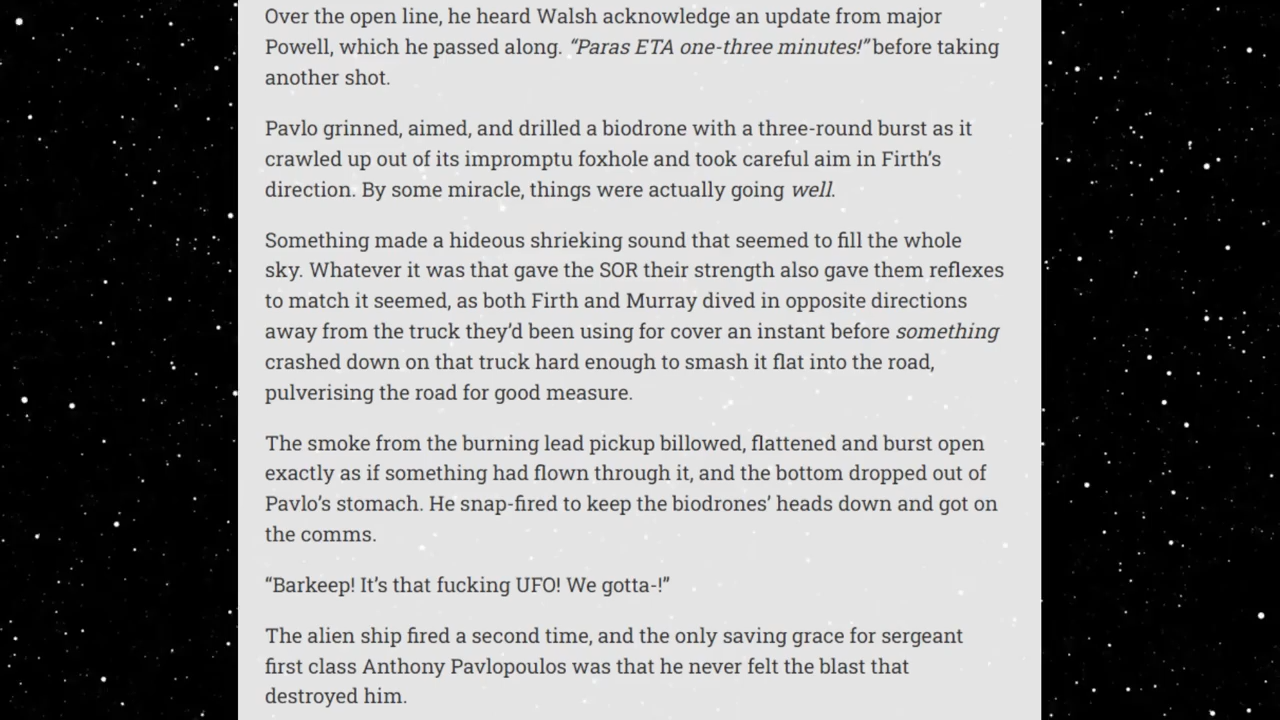 Over the open line, he heard Walsh acknowledge an update from major
Powell, which he passed along. “Paras ETA one-three minutes!” before taking
another shot.
Pavlo grinned, aimed, and drilled a biodrone with a three-round burst as it
crawled up out of its impromptu foxhole and took careful aim in Firth’s
direction. By some miracle, things were actually going well.
Something made a hideous shrieking sound that seemed to fill the whole
sky. Whatever it was that gave the SOR their strength also gave them reflexes
to match it seemed, as both Firth and Murray dived in opposite directions
away from the truck they’d been using for cover an instant before something
crashed down on that truck hard enough to smash it flat into the road,
pulverising the road for good measure.
The smoke from the burning lead pickup billowed, flattened and burst open
exactly as if something had flown through it, and the bottom dropped out of
Pavlo’s stomach. He snap-fired to keep the biodrones’ heads down and got on
the comms.
“Barkeep! It’s that fucking UFO! We gotta-!”
The alien ship fired a second time, and the only saving grace for sergeant
first class Anthony Pavlopoulos was that he never felt the blast that
destroyed him.